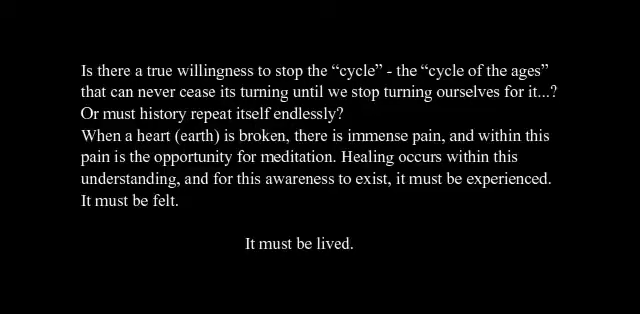 Is there a true willingness to stop the “cycle” - the “cycle of the ages”
that can never cease its turning until we stop turning ourselves for it...?
Or must history repeat itself endlessly?
When a heart (earth) is broken, there is immense pain, and within this
pain is the opportunity for meditation. Healing occurs within this
understanding, and for this awareness to exist, it must be experienced.
It must be felt.
It must be lived.